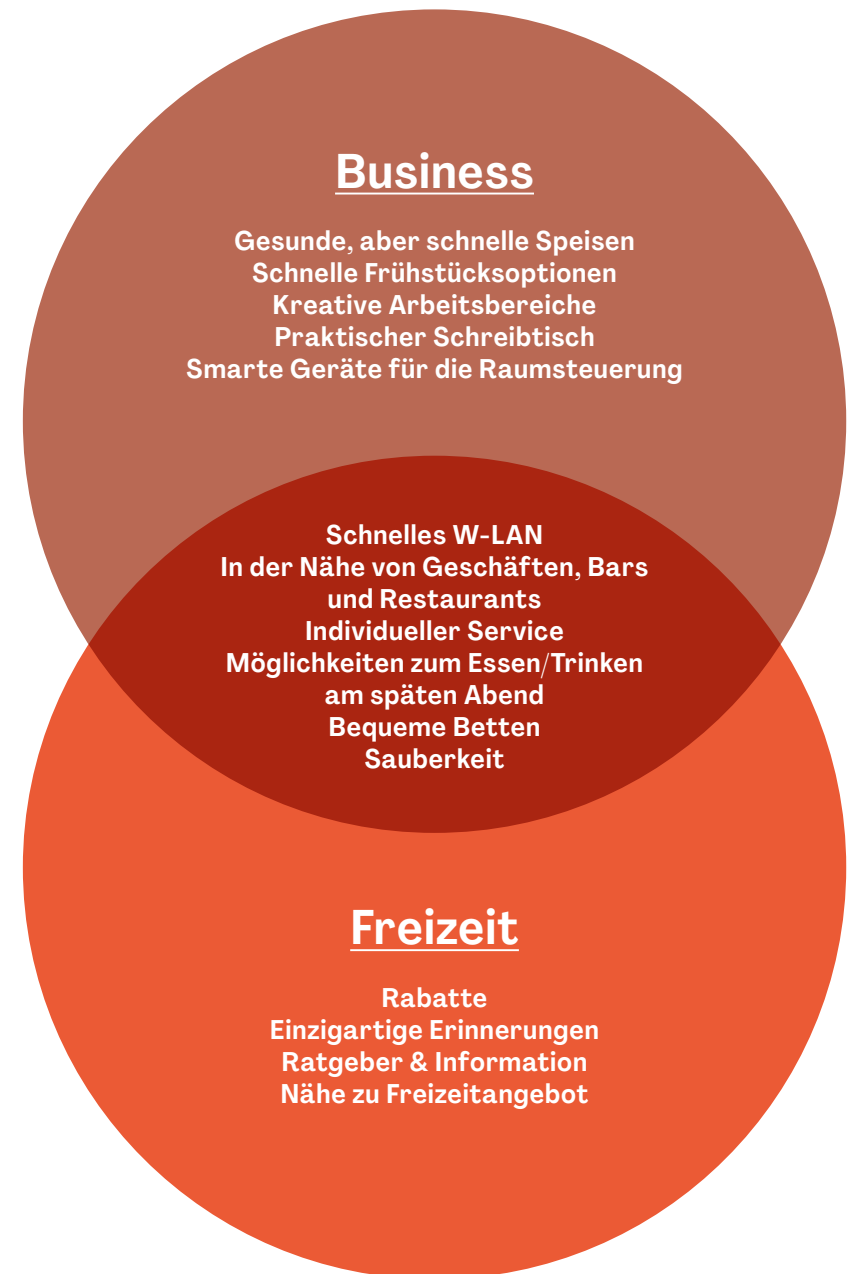 Business
Gesunde, aber schnelle Speisen
Schnelle Frühstücksoptionen
Kreative Arbeitsbereiche
Praktischer Schreibtisch
Smarte Geräte für die Raumsteuerung
Schnelles W-LAN
In der Nähe von Geschäften, Bars
und Restaurants
Individueller Service
Möglichkeiten zum Essen/Trinken
am späten Abend
Bequeme Betten
Sauberkeit
Freizeit
Rabatte
Einzigartige Erinnerungen
Ratgeber & Information
Nähe zu Freizeitangebot